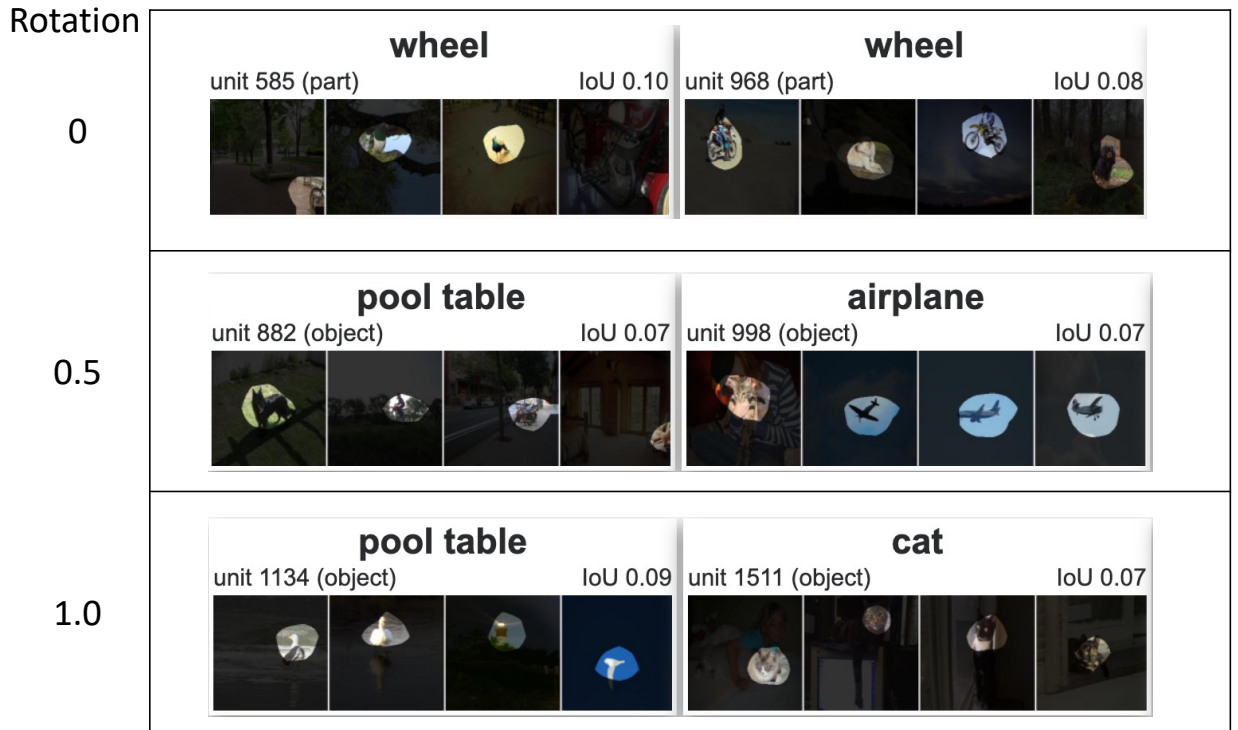 Rotation
wheel wheel
unit 585 (part) IoU 0.10 unit 968 (part) IoU 0.08
0
pool table airplane
unit 882 (object) IoU 0.07 unit 998 (object) IoU 0.07
0.5
pool table cat
unit 1134 (object) IoU 0.09 unit 1511 (object) IoU 0.07
1.0